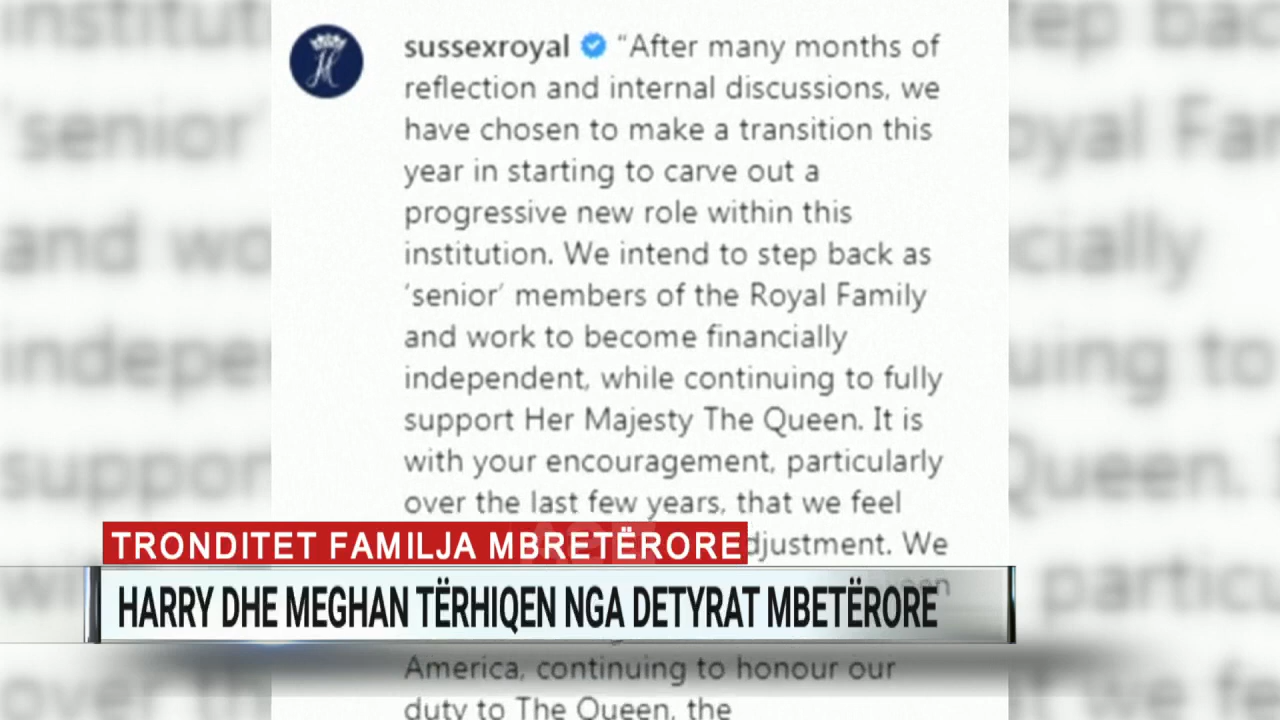 sussexroyal "After many months of
reflection and internal discussions, we
have chosen to make a transition this
year in starting to carve out a
progressive new role within this
institution. We intend to step back as
'senior' members of the Royal Family
and work to become financially
independent, while continuing to fully
support Her Majesty The Queen. It is
with your encouragement, particularly
over the last few years, that we feel
djustment. We
TRONDITET FAMILJA MBRETËRORE
HARRY DHE MEGHAN TËRHIQEN NGA DETYRAT MBETËRORE
America, continuing to honour our
duty to The Queen, the